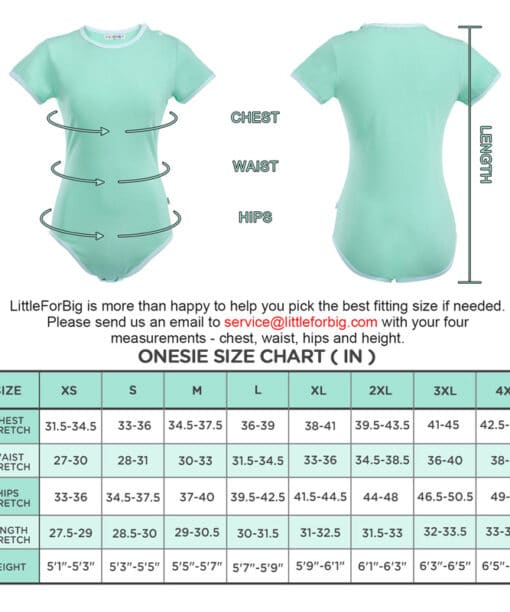 CHEST
WAIST
HIPS
LENGTH
LittleForBig is more than happy to help you pick the best fitting size if needed.
Please send us an email to service@littleforbig.com with your four
measurements - chest, waist, hips and height.
ONESIE SIZE CHART ( IN )
SIZE XS S M L XL 2XL 3XL 4X
HEST
RETCH 31.5-34.5 33-36 34.5-37.5 36-39 38-41 39.5-43.5 41-45 42.5-
AIST
RETCH 27-30 28-31 30-33 31.5-34.5 33-36 34.5-38.5 36-40 38-
HIPS
RETCH 33-36 34.5-37.5 37-40 39.5-42.5 41.5-44.5 44-48 46.5-50.5 49-
NGTH
RETCH 27.5-29 28.5-30 29-30.5 30-31.5 31-32.5 31.5-33 32-33.5 33-3
EIGHT 5'1"-5'3" 5'3"-5'5" 5'5"-5'7" 5'7"-5'9" 5'9"-6'1" 6'1"-6'3" 6'3"-6'5" 6'5"-